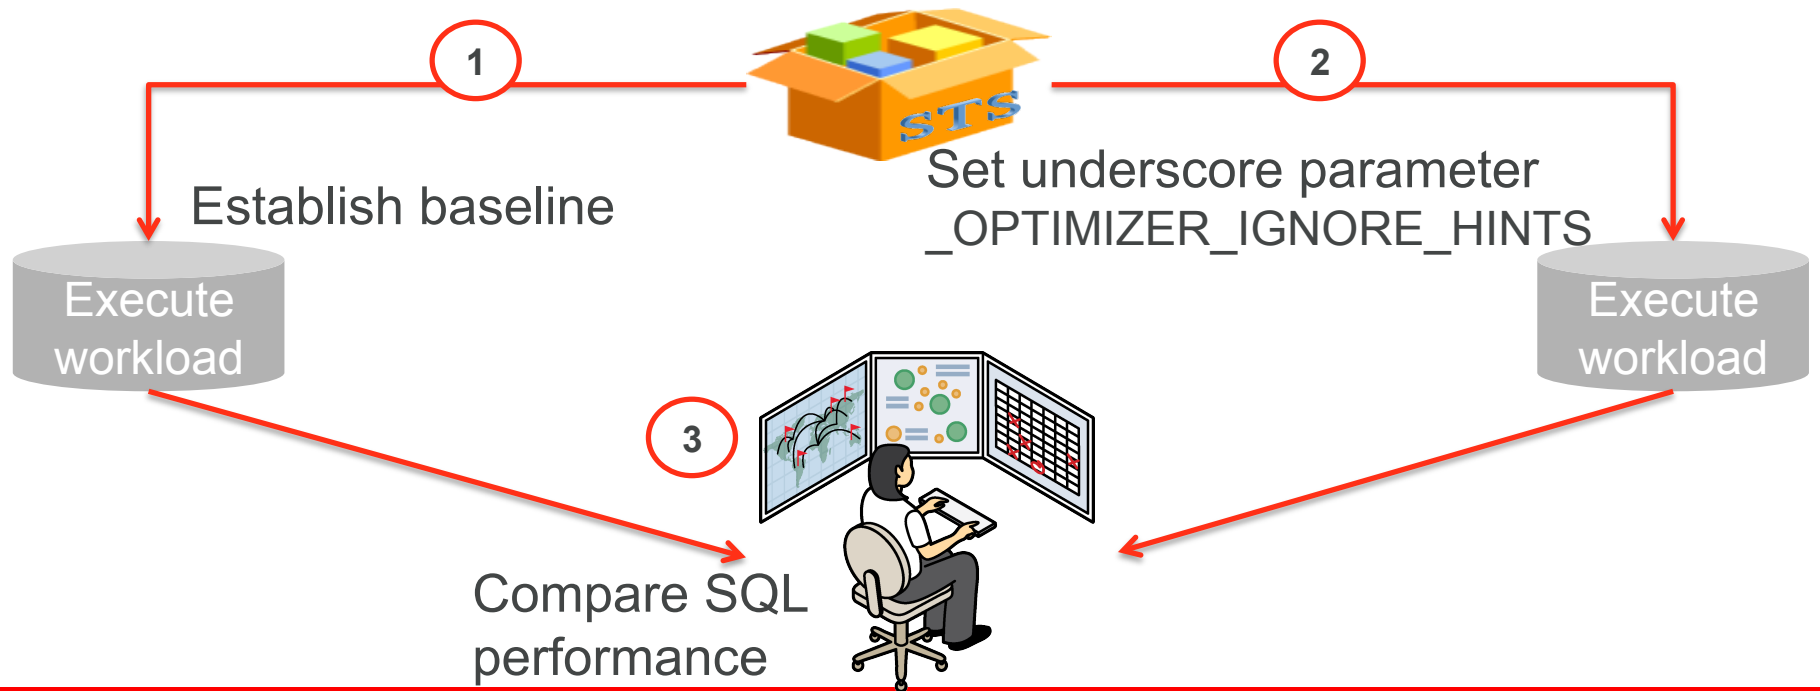 1
2
STS
Establish baseline
Set underscore parameter
_OPTIMIZER_IGNORE_HINTS
Execute
workload
Execute
workload
3
Compare SQL
performance